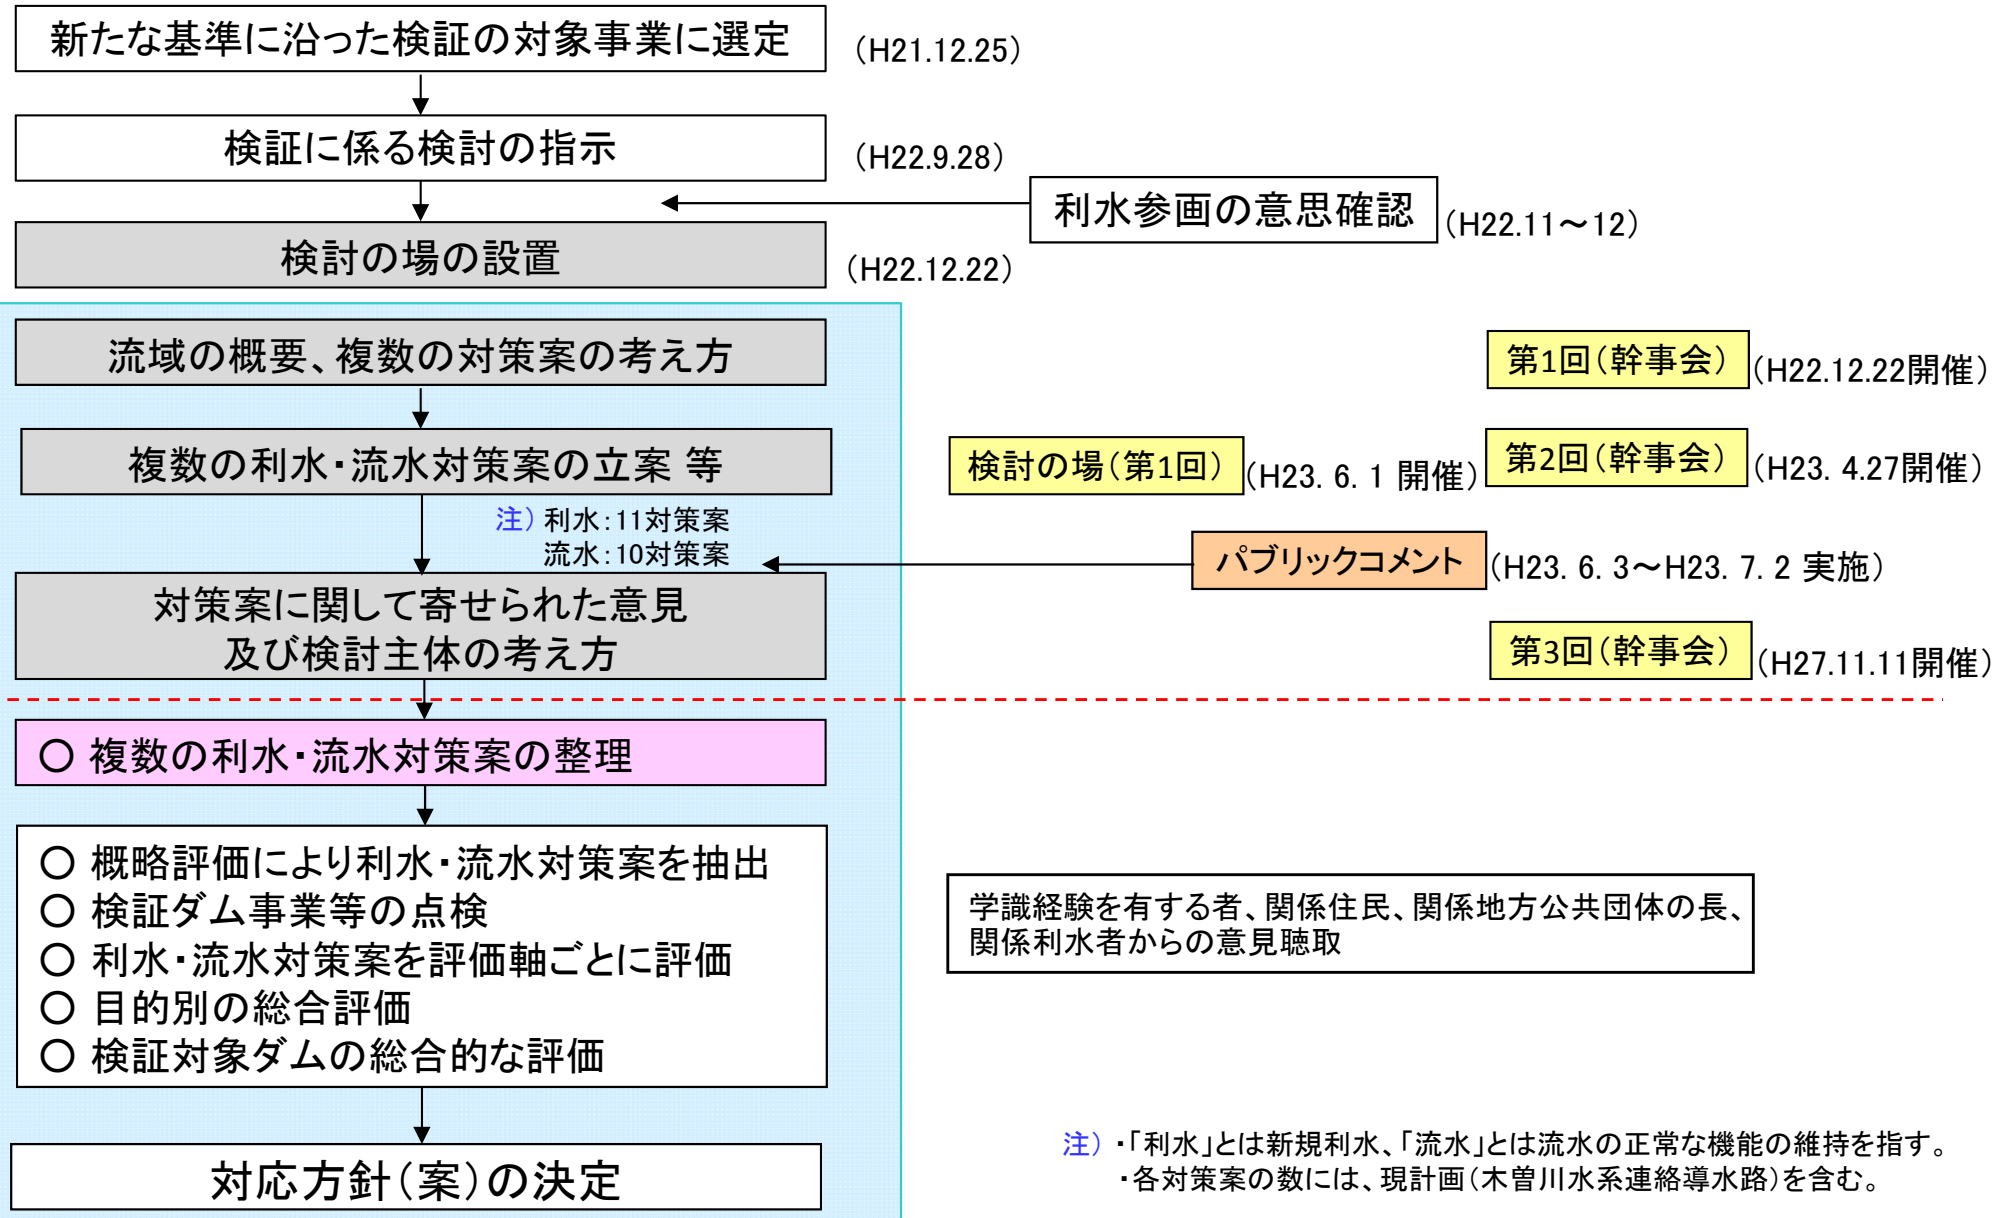 新たな基準に沿った検証の対象事業に選定
（H21.12.25）
検証に係る検討の指示
（H22.9.28）
利水参画の意思確認
（H22.11～12）
検討の場の設置
（H22.12.22）
流域の概要、複数の対策案の考え方
第1回（幹事会）
（H22.12.22開催）
複数の利水・流水対策案の立案 等
検討の場（第1回）
（H23. 6. 1 開催）
第2回（幹事会）
（H23. 4.27開催）
注） 利水：11対策案
流水：10対策案
パブリックコメント
（H23. 6. 3～H23. 7. 2 実施）
対策案に関して寄せられた意見
及び検討主体の考え方
第3回（幹事会）
（H27.11.11開催）
○ 複数の利水・流水対策案の整理
○ 概略評価により利水・流水対策案を抽出
○ 検証ダム事業等の点検
○ 利水・流水対策案を評価軸ごとに評価
○ 目的別の総合評価
○ 検証対象ダムの総合的な評価
学識経験を有する者、関係住民、関係地方公共団体の長、
関係利水者からの意見聴取
対応方針（案）の決定
注） ・「利水」とは新規利水、「流水」とは流水の正常な機能の維持を指す。
・各対策案の数には、現計画（木曽川水系連絡導水路）を含む。